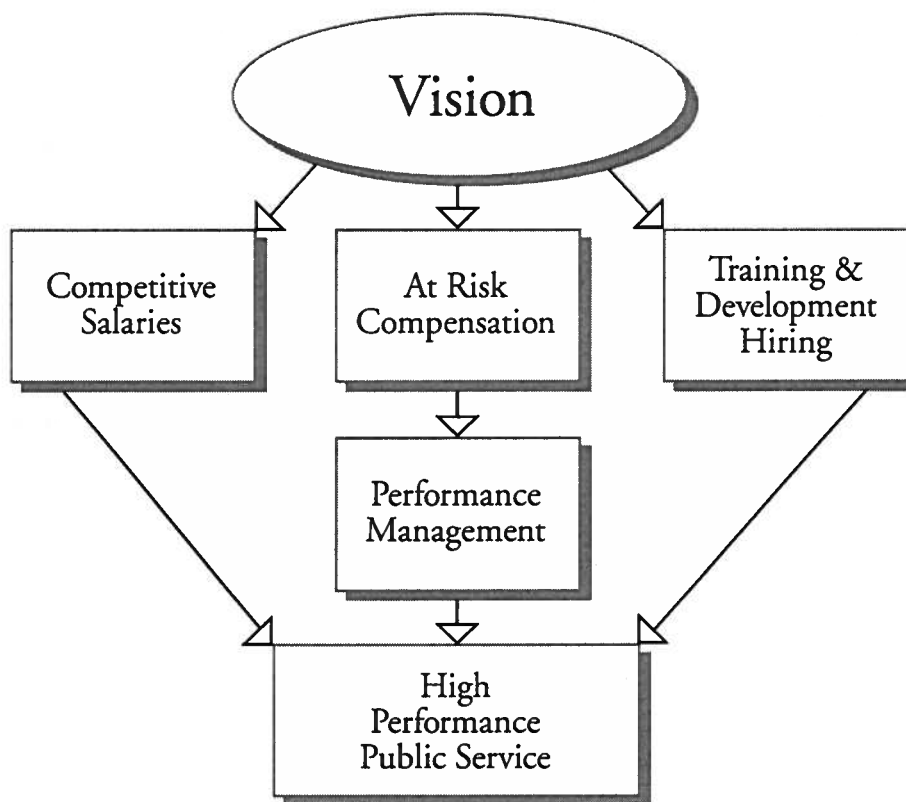 Vision
Competitive
Salaries
At Risk
Compensation
Training &
Development
Hiring
Performance
Management
High
Performance
Public Service